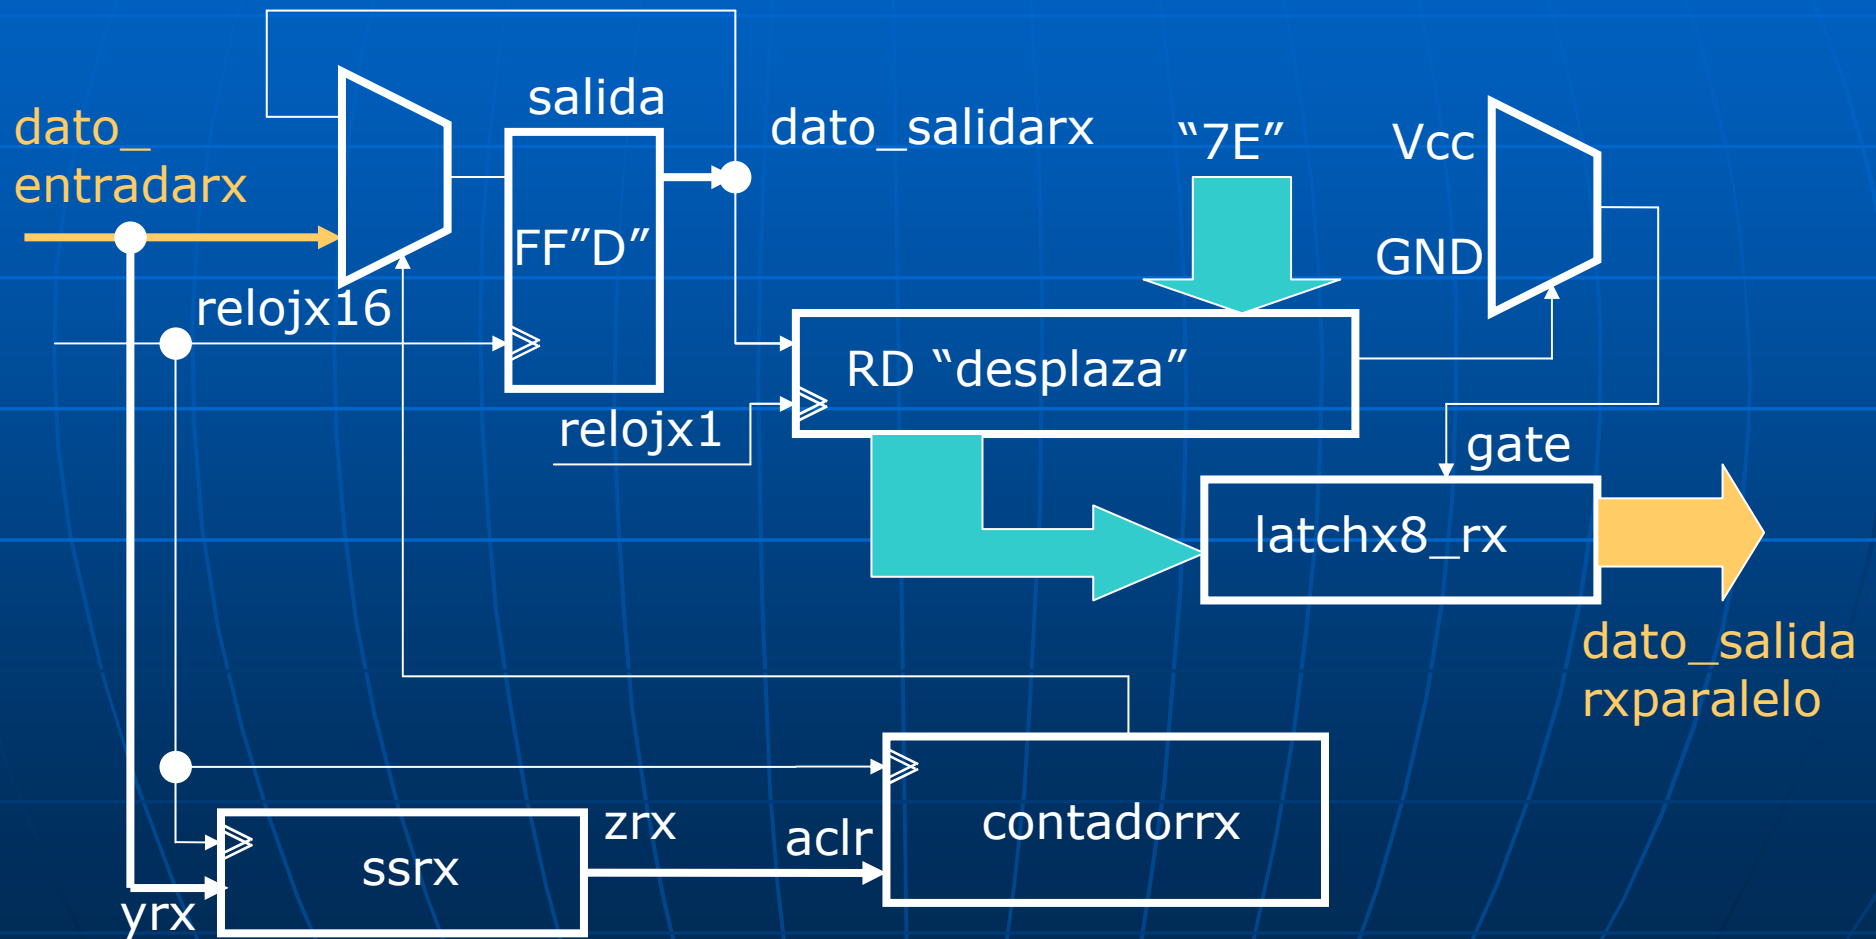 salida
dato_
entradarx
dato_salidarx
“7E”
Vcc
FF”D”
GND
relojx16
RD “desplaza”
relojx1
gate
latchx8_rx
dato_salida
rxparalelo
zrx
aclr
contadorrx
ssrx
yrx